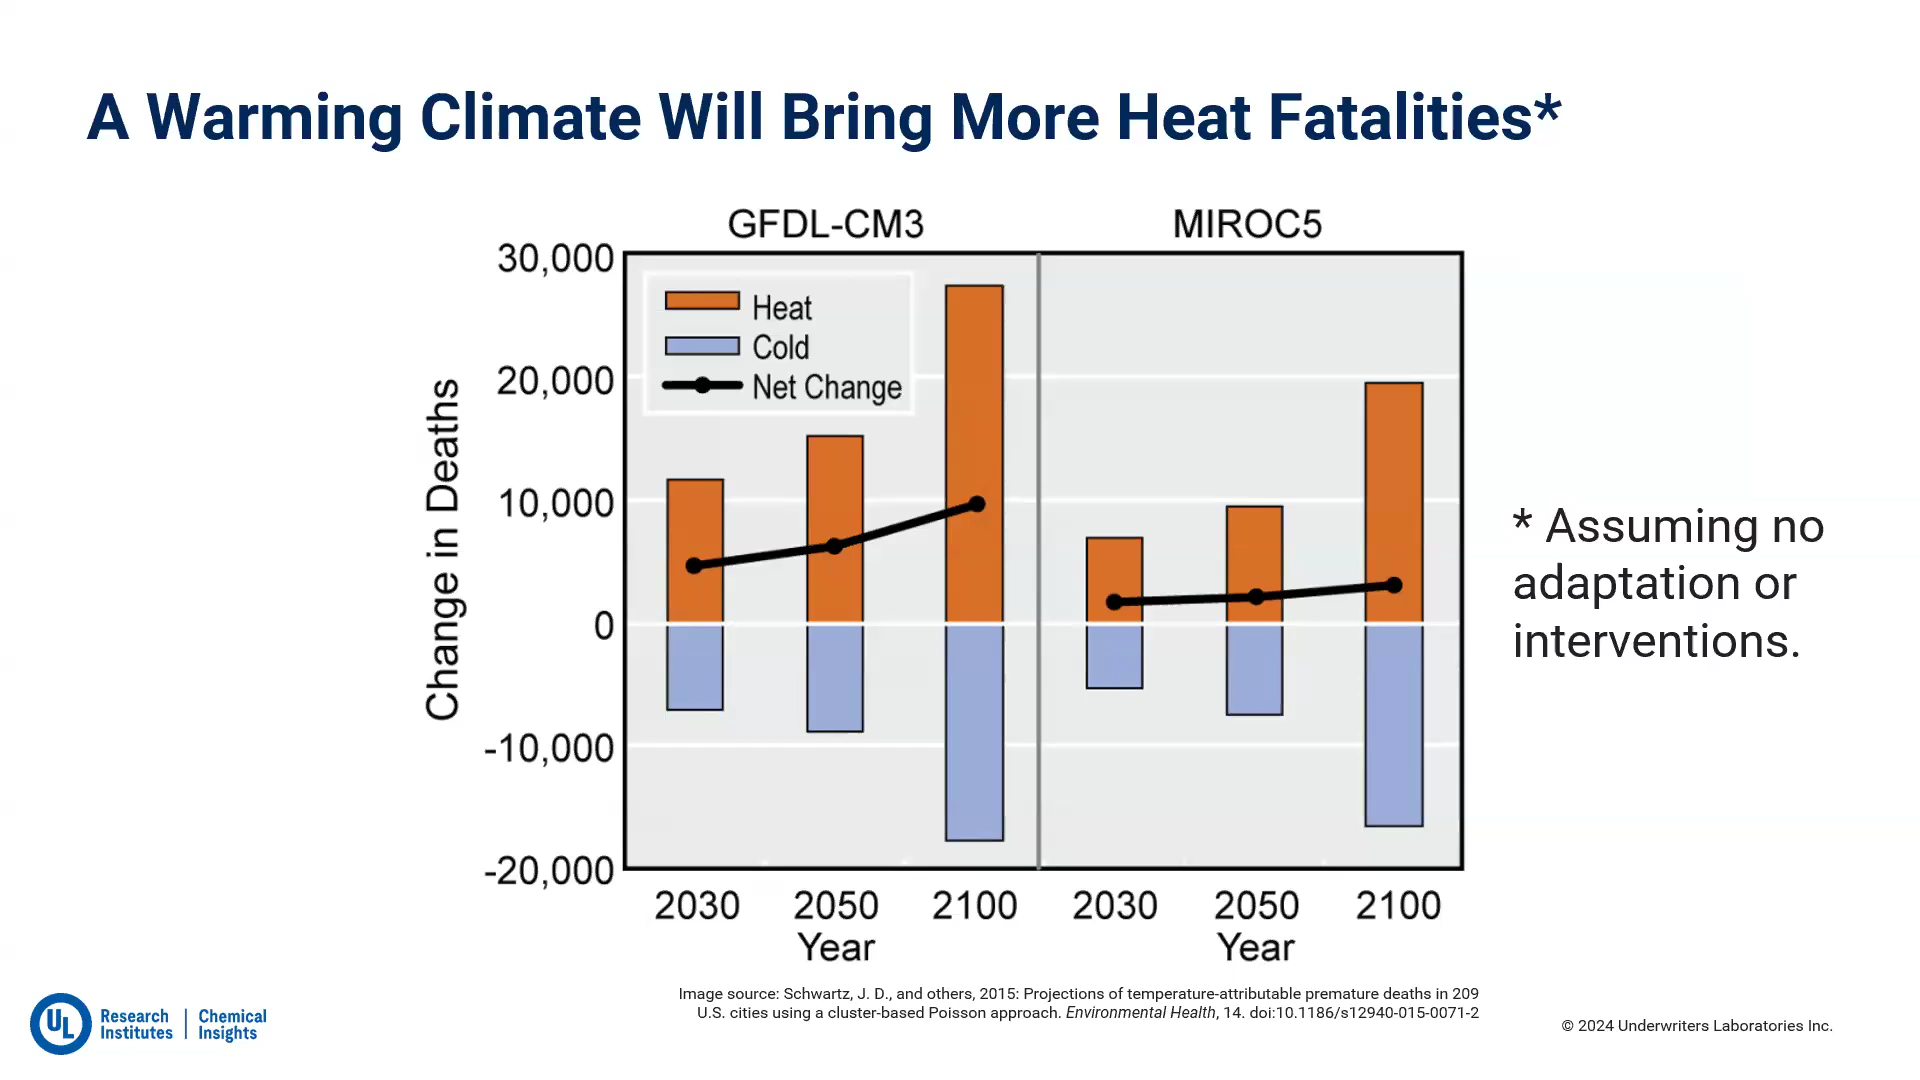 A Warming Climate Will Bring More Heat Fatalities*
GFDL-CM3
MIROC5
30,000
20,000
10,000
0
-10,000
-20,000
Change in Deaths
Heat
Cold
Net Change
2030 2050 2100 2030 2050 2100
Year Year
* Assuming no
adaptation or
interventions.
Image source: Schwartz, J. D., and others, 2015: Projections of temperature-attributable premature deaths in 209
U.S. cities using a cluster-based Poisson approach. Environmental Health, 14. doi:10.1186/s12940-015-0071-2
UL
Research
Institutes
Chemical
Insights
© 2024 Underwriters Laboratories Inc.